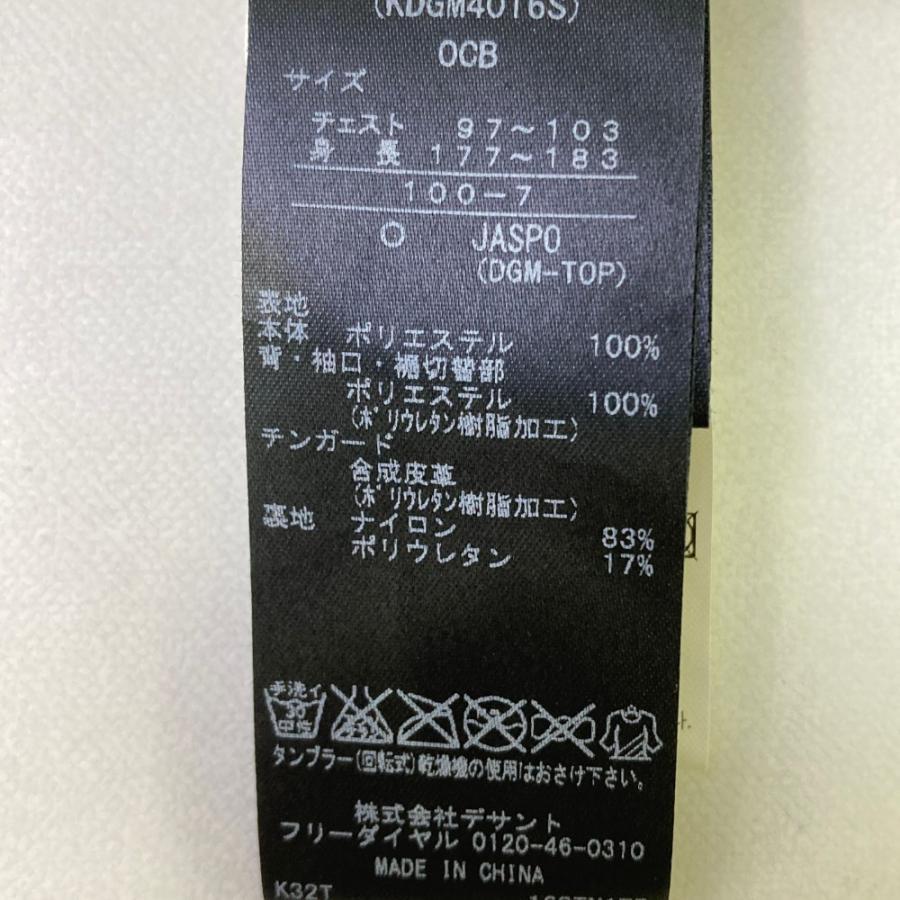 (KDGM4016S)
OCB
サイズ
チェスト 97〜103
身 長 177〜183
100-7
○ JASPO
(DGM-TOP)
表地
本体 ポリエステル 100%
背・袖口・裾切替部
ポリエステル 100%
(ポリウレタン樹脂加工)
チンガード
合成皮革
(ポリウレタン樹脂加工)
裏地 ナイロン 83%
ポリウレタン 17%
手洗イ
30
中性
タンブラー(回転式)乾燥機の使用はおさけ下さい。
株式会社デサント
フリーダイヤル 0120-46-0310
MADE IN CHINA
K32T